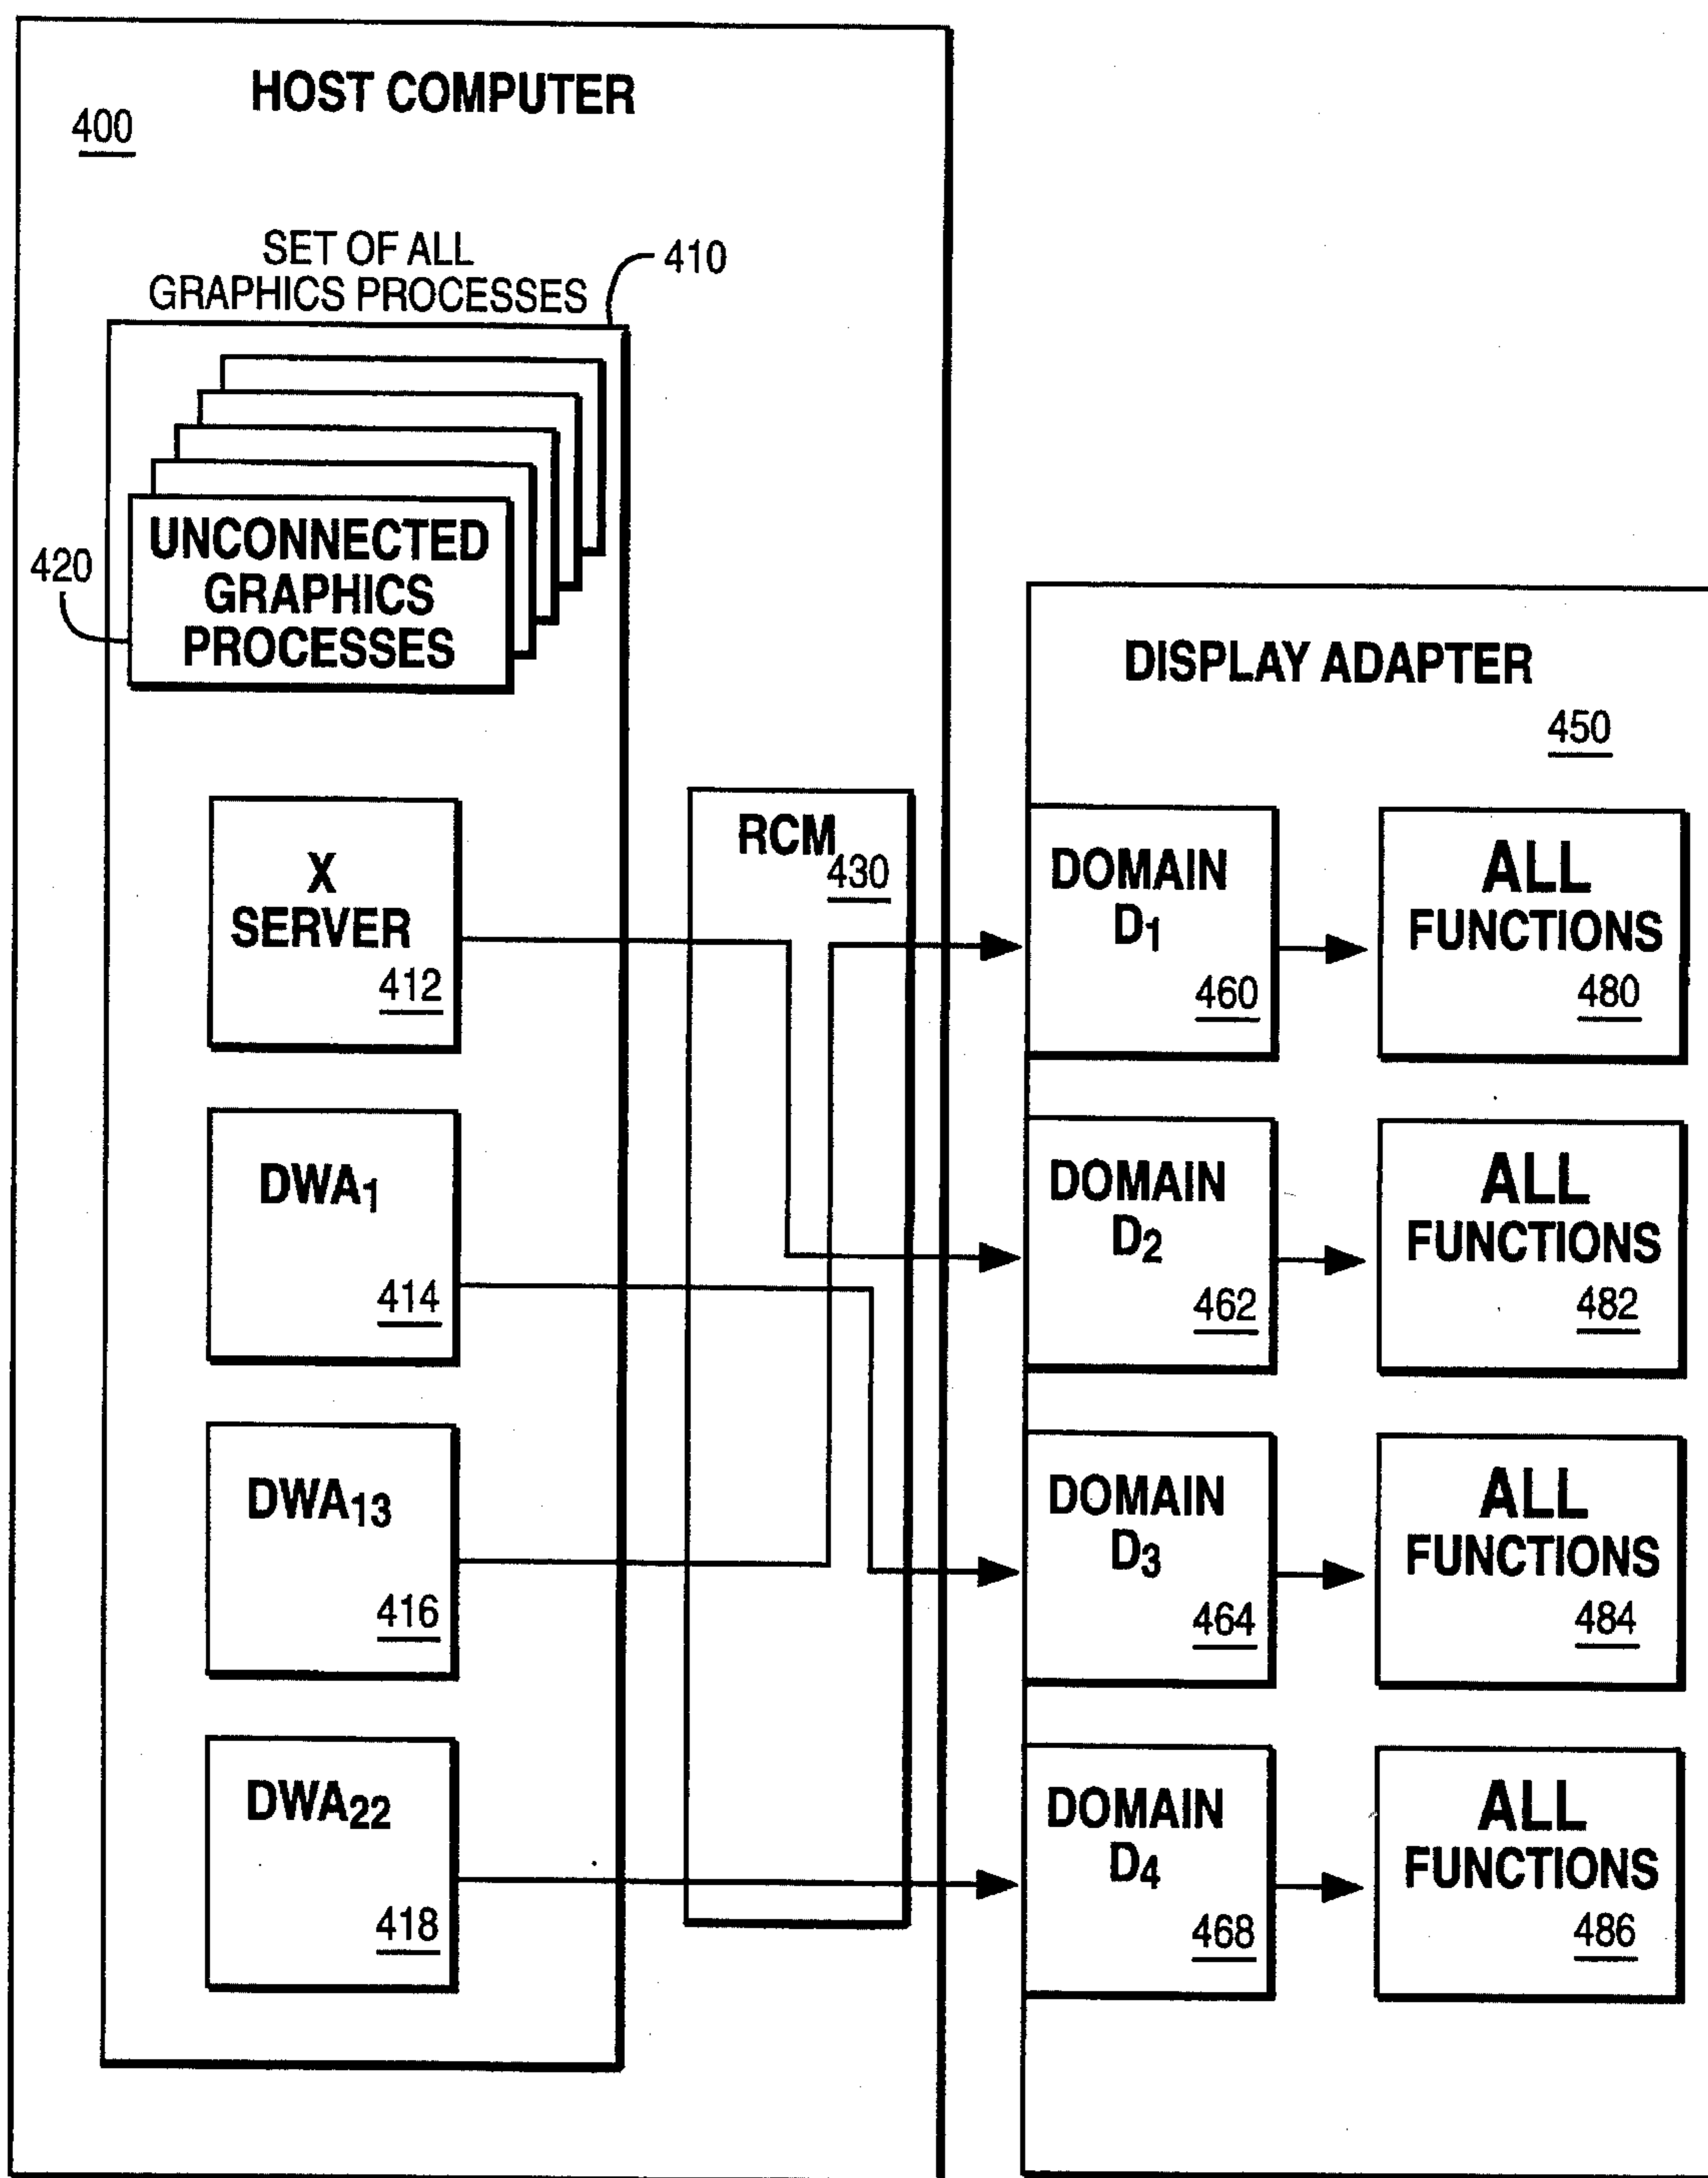 HOST COMPUTER
400
SET OF ALL
GRAPHICS PROCESSES
410
UNCONNECTED
GRAPHICS
PROCESSES
420
X
SERVER
412
DWA1
414
DWA13
416
DWA22
418
RCM
430
DISPLAY ADAPTER
450
DOMAIN
D1
460
ALL
FUNCTIONS
480
DOMAIN
D2
462
ALL
FUNCTIONS
482
DOMAIN
D3
464
ALL
FUNCTIONS
484
DOMAIN
D4
468
ALL
FUNCTIONS
486